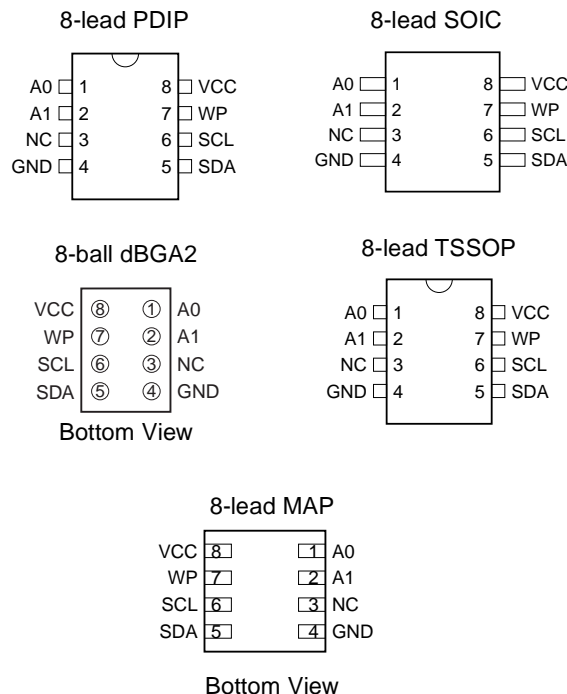 8-lead PDIP
A0 1 8 VCC
A1 2 7 WP
NC 3 6 SCL
GND 4 5 SDA
8-lead SOIC
A0 1 8 VCC
A1 2 7 WP
NC 3 6 SCL
GND 4 5 SDA
8-ball dBGA2
VCC 8 1 A0
WP 7 2 A1
SCL 6 3 NC
SDA 5 4 GND
Bottom View
8-lead TSSOP
A0 1 8 VCC
A1 2 7 WP
NC 3 6 SCL
GND 4 5 SDA
8-lead MAP
VCC 8 1 A0
WP 7 2 A1
SCL 6 3 NC
SDA 5 4 GND
Bottom View